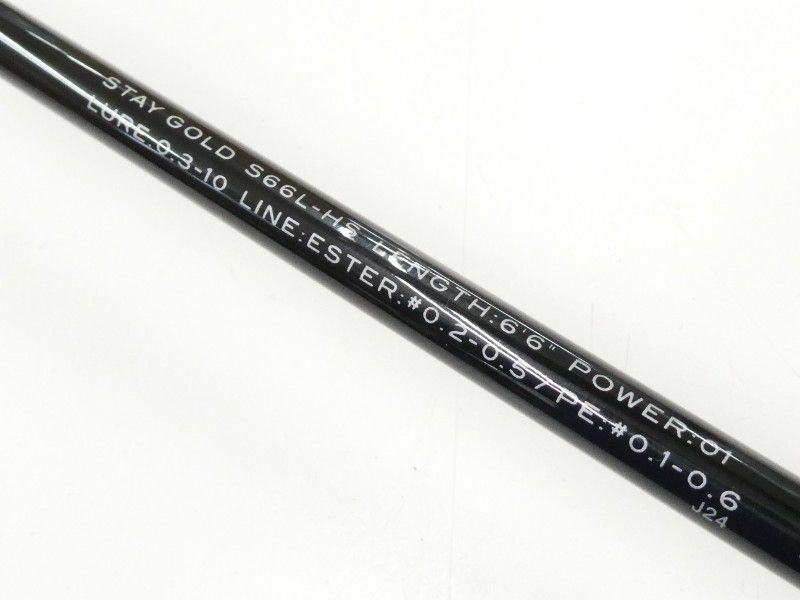 STAY GOLD S66L-HS LENGTH:6'6" POWER:01
LURE:0.3-10 LINE:ESTER:#0.2-0.5/PE:#0.1-0.6
J24